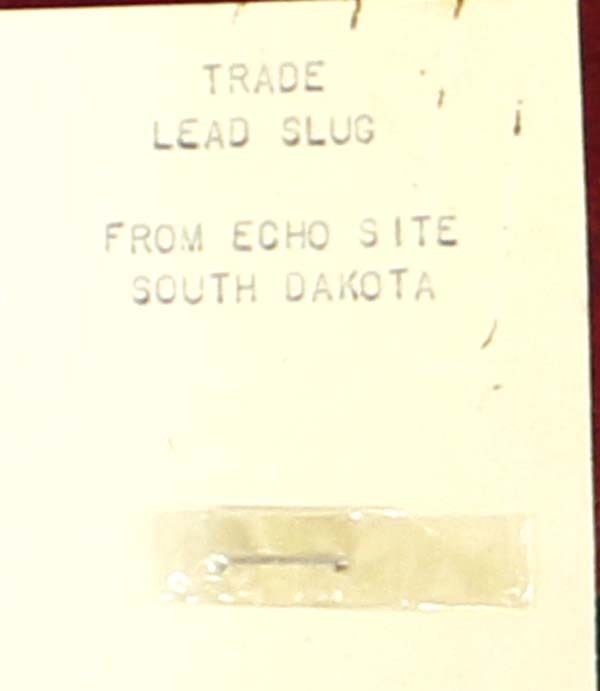 TRADE
LEAD SLUG
FROM ECHO SITE
SOUTH DAKOTA